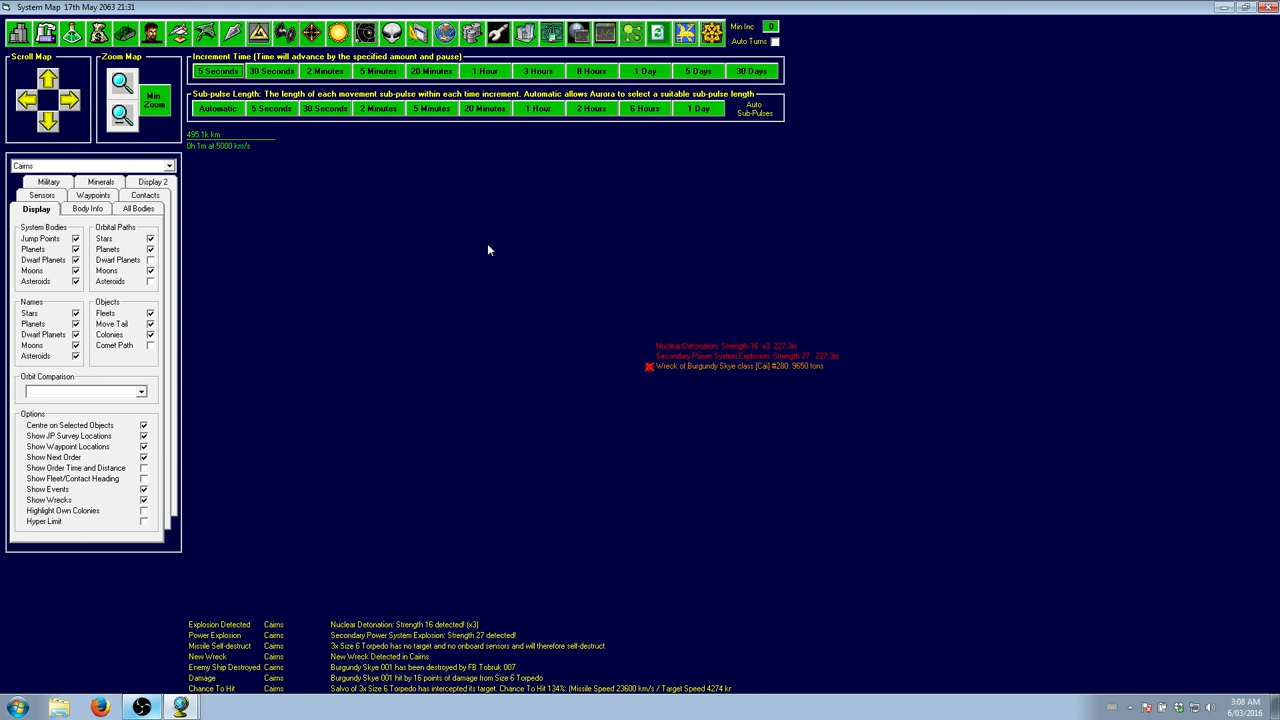 System Map 17th May 2063 21:31
Min Inc 0
Auto Turns
Scroll Map
Zoom Map
Min Zoom
Increment Time (Time will advance by the specified amount and pause)
5 Seconds 30 Seconds 2 Minutes 5 Minutes 20 Minutes 1 Hour 3 Hours 8 Hours 1 Day 5 Days 30 Days
Sub-pulse Length: The length of each movement sub-pulse within each time increment. Automatic allows Aurora to select a suitable sub-pulse length
Automatic 5 Seconds 30 Seconds 2 Minutes 5 Minutes 20 Minutes 1 Hour 2 Hours 6 Hours 1 Day
Auto Sub-Pulses
495.1k km
0h 1m at 5000 km/s
Cairns
Military Minerals Display 2
Sensors Waypoints Contacts
Display Body Info All Bodies
System Bodies
Jump Points
Planets
Dwarf Planets
Moons
Asteroids
Orbital Paths
Stars
Planets
Dwarf Planets
Moons
Asteroids
Names
Stars
Planets
Dwarf Planets
Moons
Asteroids
Objects
Fleets
Move Tail
Colonies
Comet Path
Orbit Comparison
Options
Centre on Selected Objects
Show JP Survey Locations
Show Waypoint Locations
Show Next Order
Show Order Time and Distance
Show Fleet/Contact Heading
Show Events
Show Wrecks
Highlight Own Colonies
Hyper Limit
Nuclear Detonation: Strength 16 x3 227.3m
Secondary Power System Explosion: Strength 27 227.3m
Wreck of Burgundy Skye class [Cai] #280: 9650 tons
Explosion Detected Cairns Nuclear Detonation: Strength 16 detected! (x3)
Power Explosion Cairns Secondary Power System Explosion: Strength 27 detected!
Missile Self-destruct Cairns 3x Size 6 Torpedo has no target and no onboard sensors and will therefore self-destruct
New Wreck Cairns New Wreck Detected in Cairns
Enemy Ship Destroyed Cairns Burgundy Skye 001 has been destroyed by FB Tobruk 007
Damage Cairns Burgundy Skye 001 hit by 16 points of damage from Size 6 Torpedo
Chance To Hit Cairns Salvo of 3x Size 6 Torpedo has intercepted its target. Chance To Hit 134%: (Missile Speed 23600 km/s / Target Speed 4274 kr
3:08 AM
6/03/2016